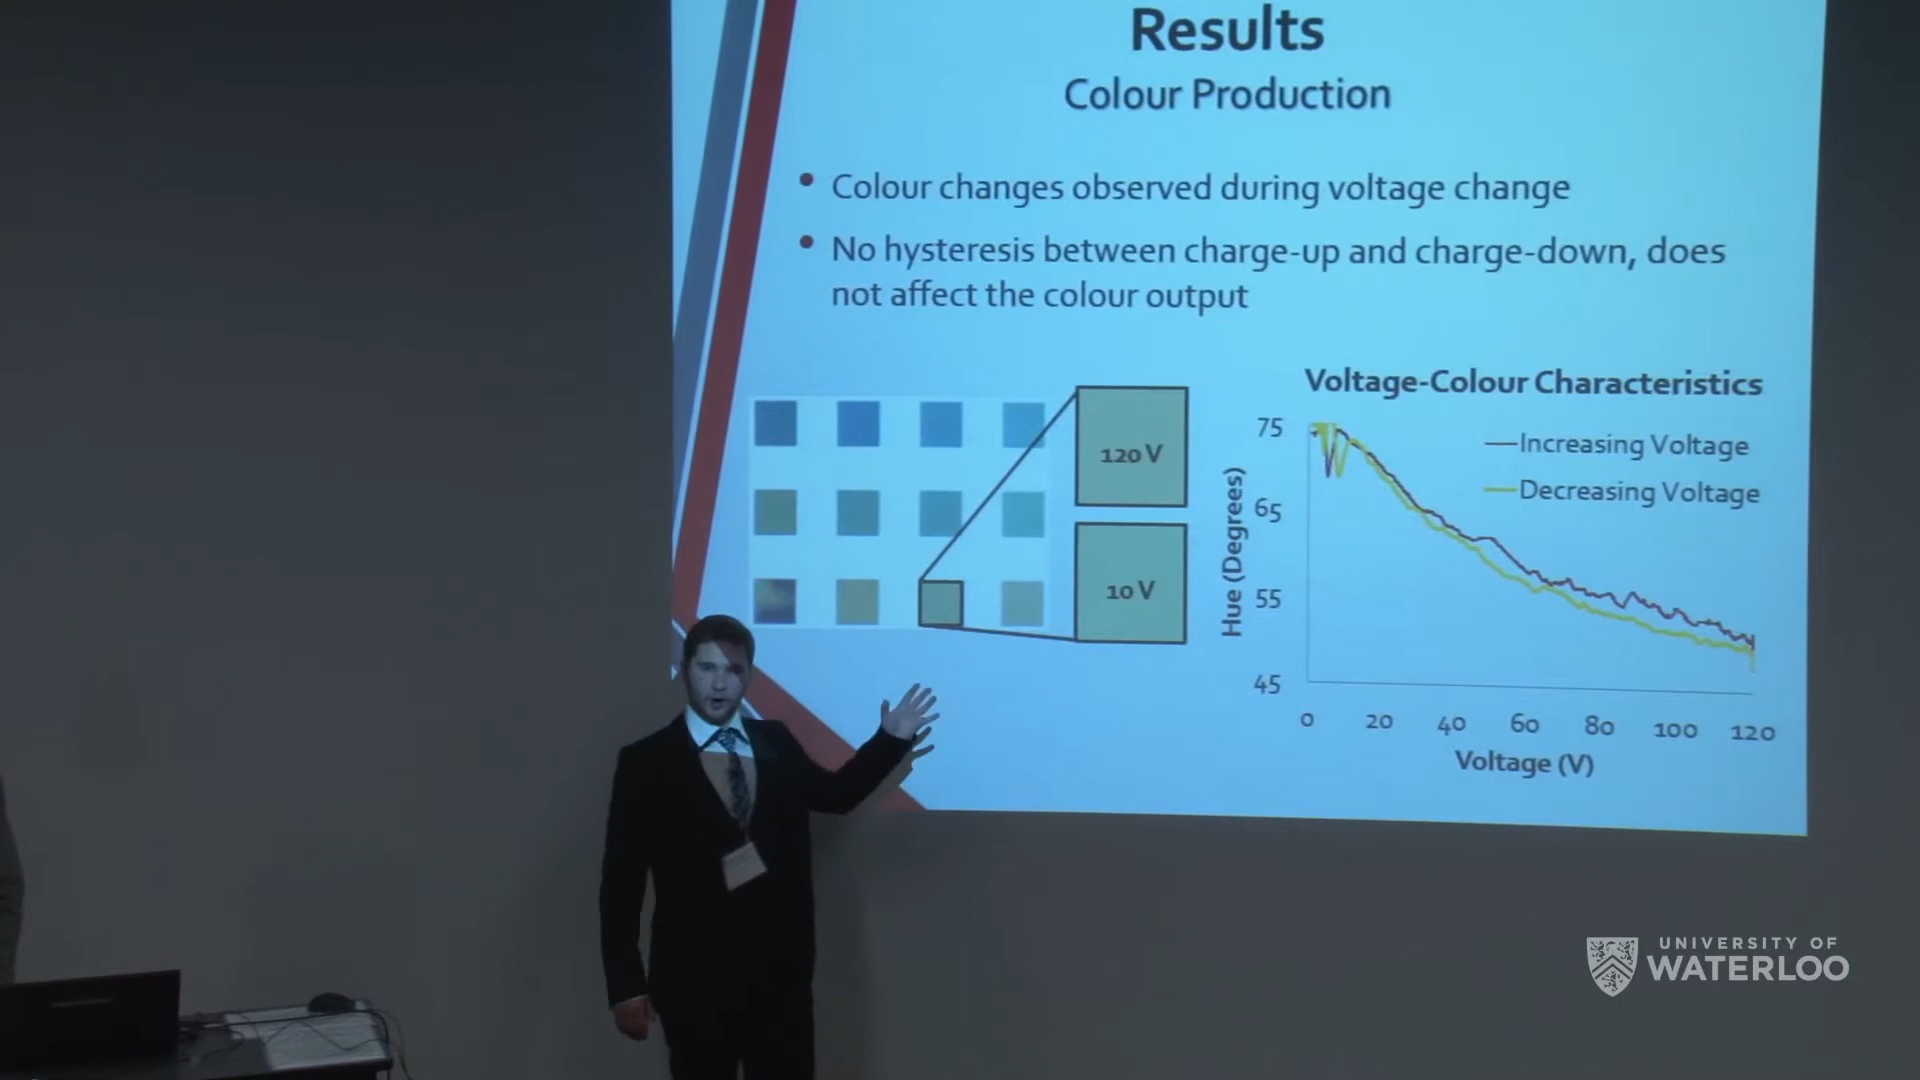 Results
Colour Production
• Colour changes observed during voltage change
• No hysteresis between charge-up and charge-down, does
not affect the colour output
120 V
10 V
Voltage-Colour Characteristics
Increasing Voltage
Decreasing Voltage
Hue (Degrees)
75
65
55
45
0 20 40 60 80 100 120
Voltage (V)
UNIVERSITY OF
WATERLOO